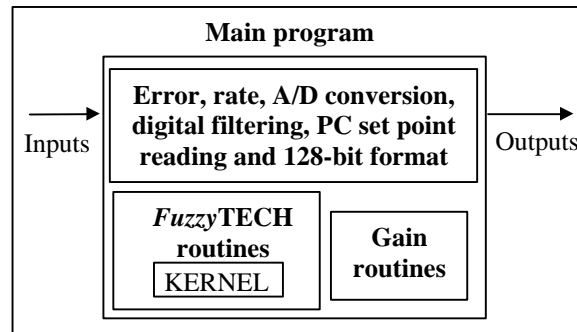 Main program
Error, rate, A/D conversion,
digital filtering, PC set point
reading and 128-bit format
Inputs
Outputs
FuzzyTECH
routines
KERNEL
Gain
routines